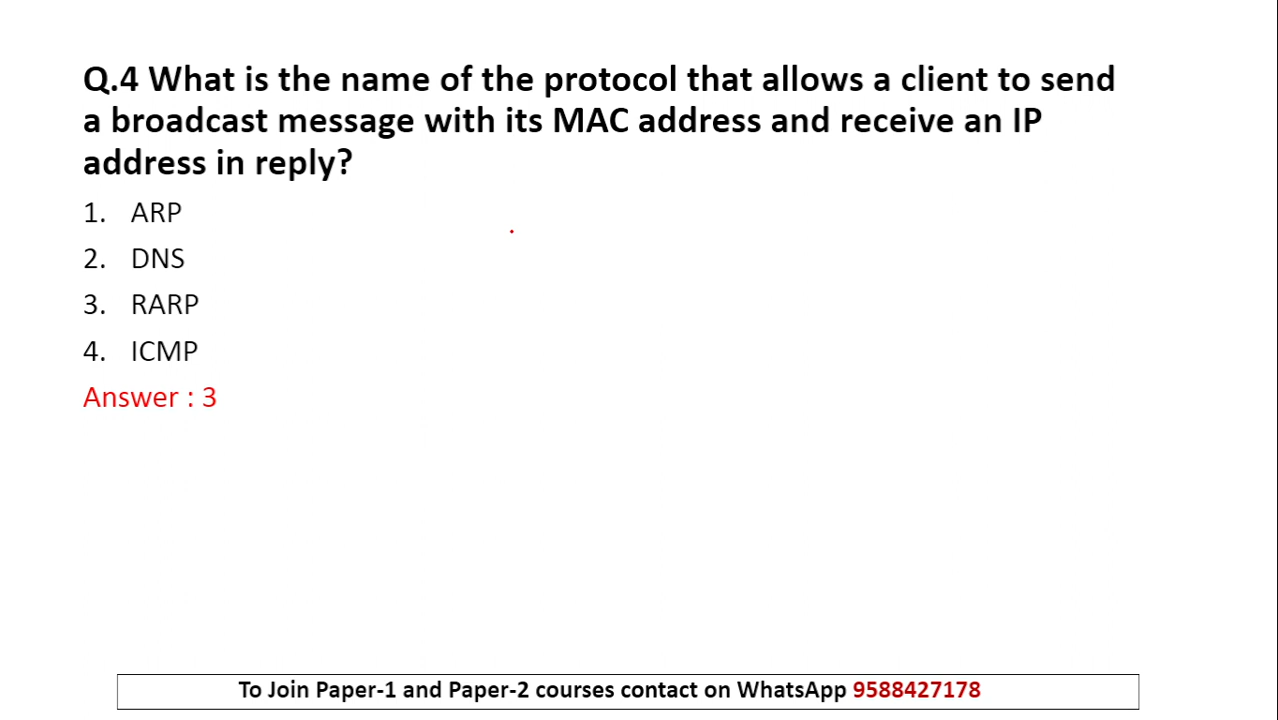 Q.4 What is the name of the protocol that allows a client to send
a broadcast message with its MAC address and receive an IP
address in reply?
1. ARP
2. DNS
3. RARP
4. ICMP
Answer : 3
To Join Paper-1 and Paper-2 courses contact on WhatsApp 9588427178